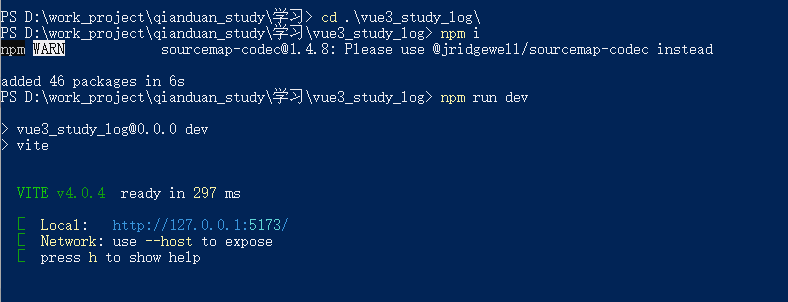 PS D:\work_project\qianduan_study\学习> cd .\vue3_study_log\
PS D:\work_project\qianduan_study\学习\vue3_study_log> npm i
npm WARN sourcemap-codec@1.4.8: Please use @jridgewell/sourcemap-codec instead
added 46 packages in 6s
PS D:\work_project\qianduan_study\学习\vue3_study_log> npm run dev
> vue3_study_log@0.0.0 dev
> vite
VITE v4.0.4 ready in 297 ms
[ Local: http://127.0.0.1:5173/
[ Network: use --host to expose
[ press h to show help